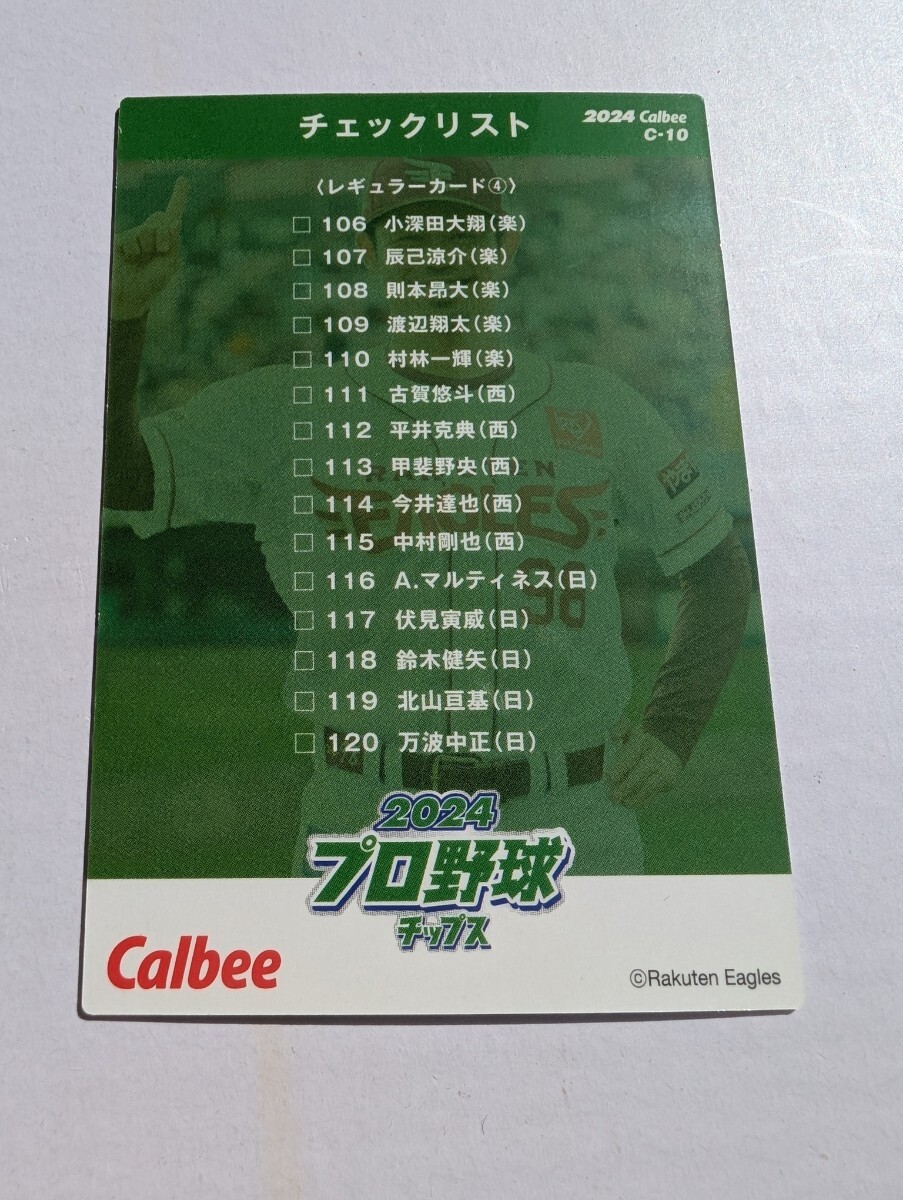 チェックリスト
2024 Calbee
C-10
〈レギュラーカード④〉
□ 106 小深田大翔(楽)
□ 107 辰己涼介(楽)
□ 108 則本昂大(楽)
□ 109 渡辺翔太(楽)
□ 110 村林一輝(楽)
□ 111 古賀悠斗(西)
□ 112 平井克典(西)
□ 113 甲斐野央(西)
□ 114 今井達也(西)
□ 115 中村剛也(西)
□ 116 A.マルティネス(日)
□ 117 伏見寅威(日)
□ 118 鈴木健矢(日)
□ 119 北山亘基(日)
□ 120 万波中正(日)
EAGLES
2024
プロ野球
チップス
Calbee
©Rakuten Eagles